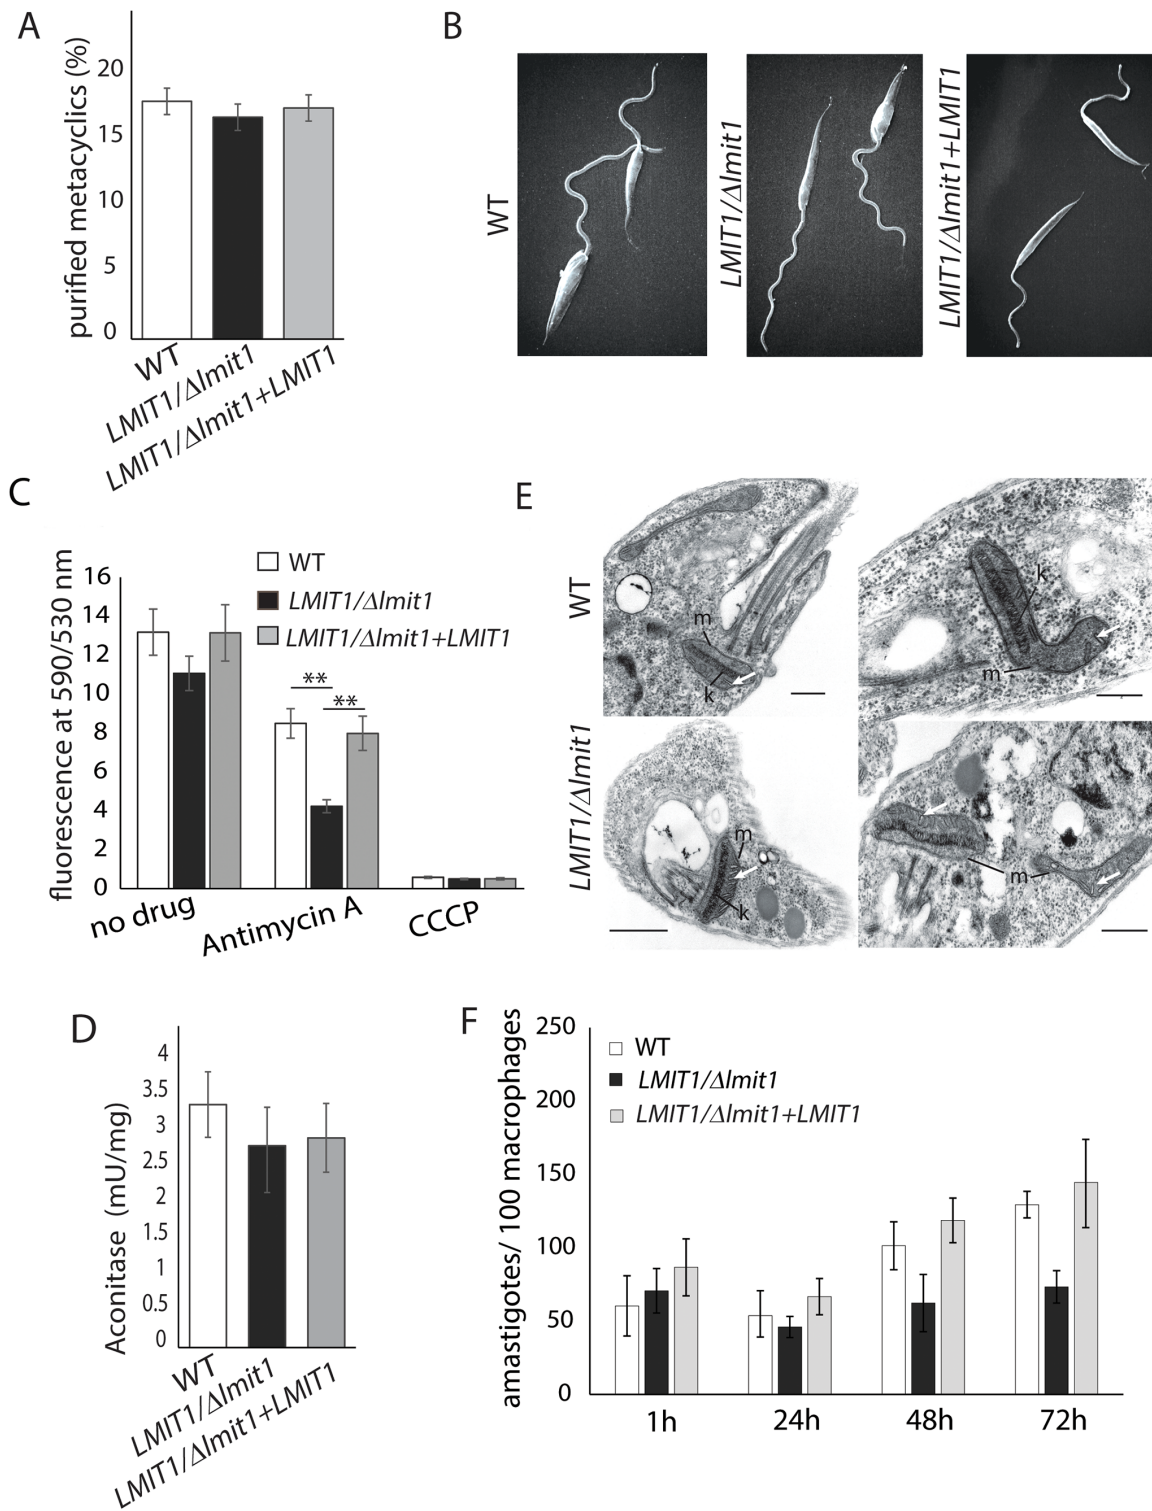 A
purified metacyclics (%)
20
15
10
5
0
WT
LMIT1/Δlmit1
LMIT1/Δlmit1+LMIT1
B
WT
LMIT1/Δlmit1
LMIT1/Δlmit1+LMIT1
C
fluorescence at 590/530 nm
16
14
12
10
8
6
4
2
0
WT
LMIT1/Δlmit1
LMIT1/Δlmit1+LMIT1
**
**
no drug
Antimycin A
CCCP
D
Aconitase (mU/mg)
4
3.5
3
2.5
2
1.5
1
0.5
0
WT
LMIT1/Δlmit1
LMIT1/Δlmit1+LMIT1
E
WT
m
k
k
m
LMIT1/Δlmit1
m
k
m
F
amastigotes/ 100 macrophages
250
200
150
100
50
0
WT
LMIT1/Δlmit1
LMIT1/Δlmit1+LMIT1
1h
24h
48h
72h